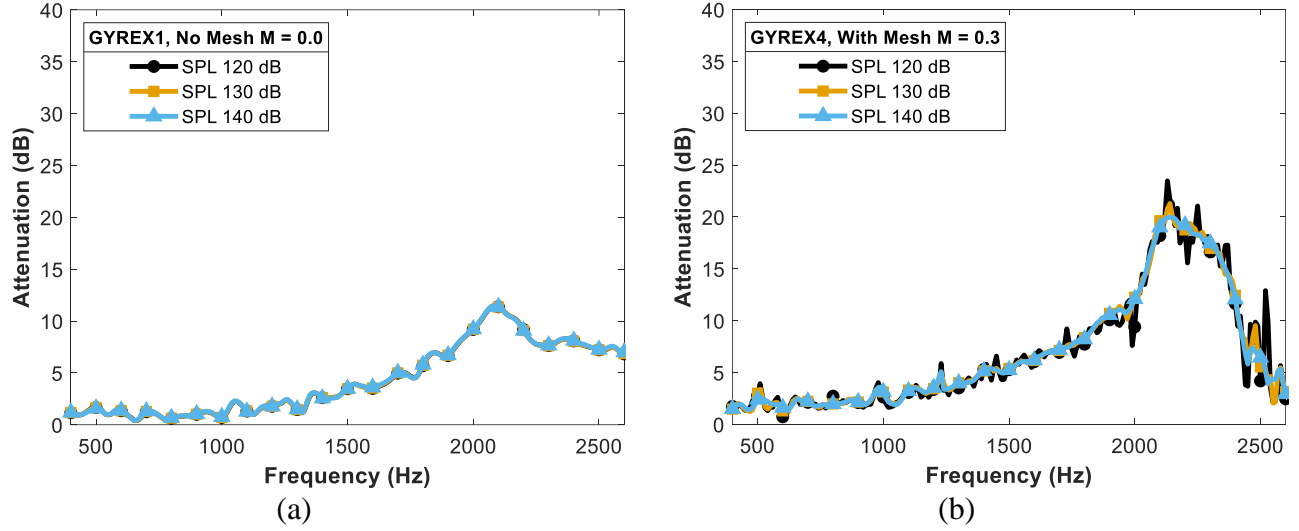 GYREX1, No Mesh M = 0.0
SPL 120 dB
SPL 130 dB
SPL 140 dB
40
35
30
25
20
15
10
5
0
Attenuation (dB)
500 1000 1500 2000 2500
Frequency (Hz)
(a)
GYREX4, With Mesh M = 0.3
SPL 120 dB
SPL 130 dB
SPL 140 dB
40
35
30
25
20
15
10
5
0
Attenuation (dB)
500 1000 1500 2000 2500
Frequency (Hz)
(b)